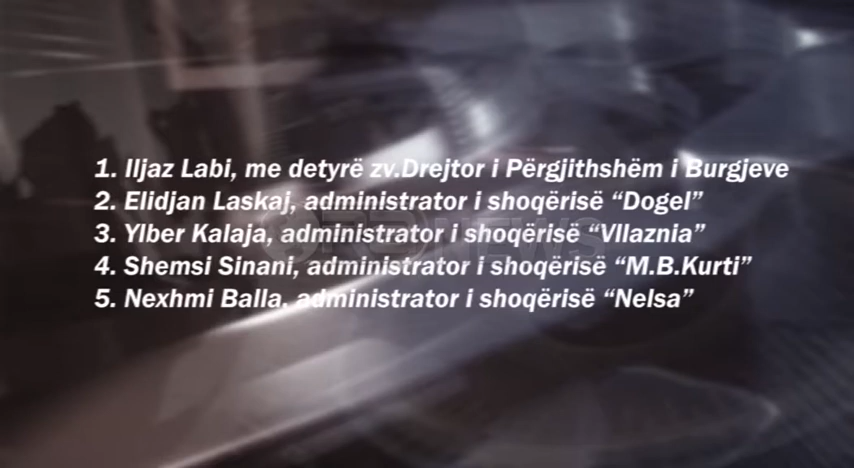 1. Iljaz Labi, me detyrë zv.Drejtor i Përgjithshëm i Burgjeve
2. Elidjan Laskaj, administrator i shoqërisë “Dogel”
3. Ylber Kalaja, administrator i shoqërisë “Vllaznia”
4. Shemsi Sinani, administrator i shoqërisë “M.B.Kurti”
5. Nexhmi Balla, administrator i shoqërisë “Nelsa”
NEWS